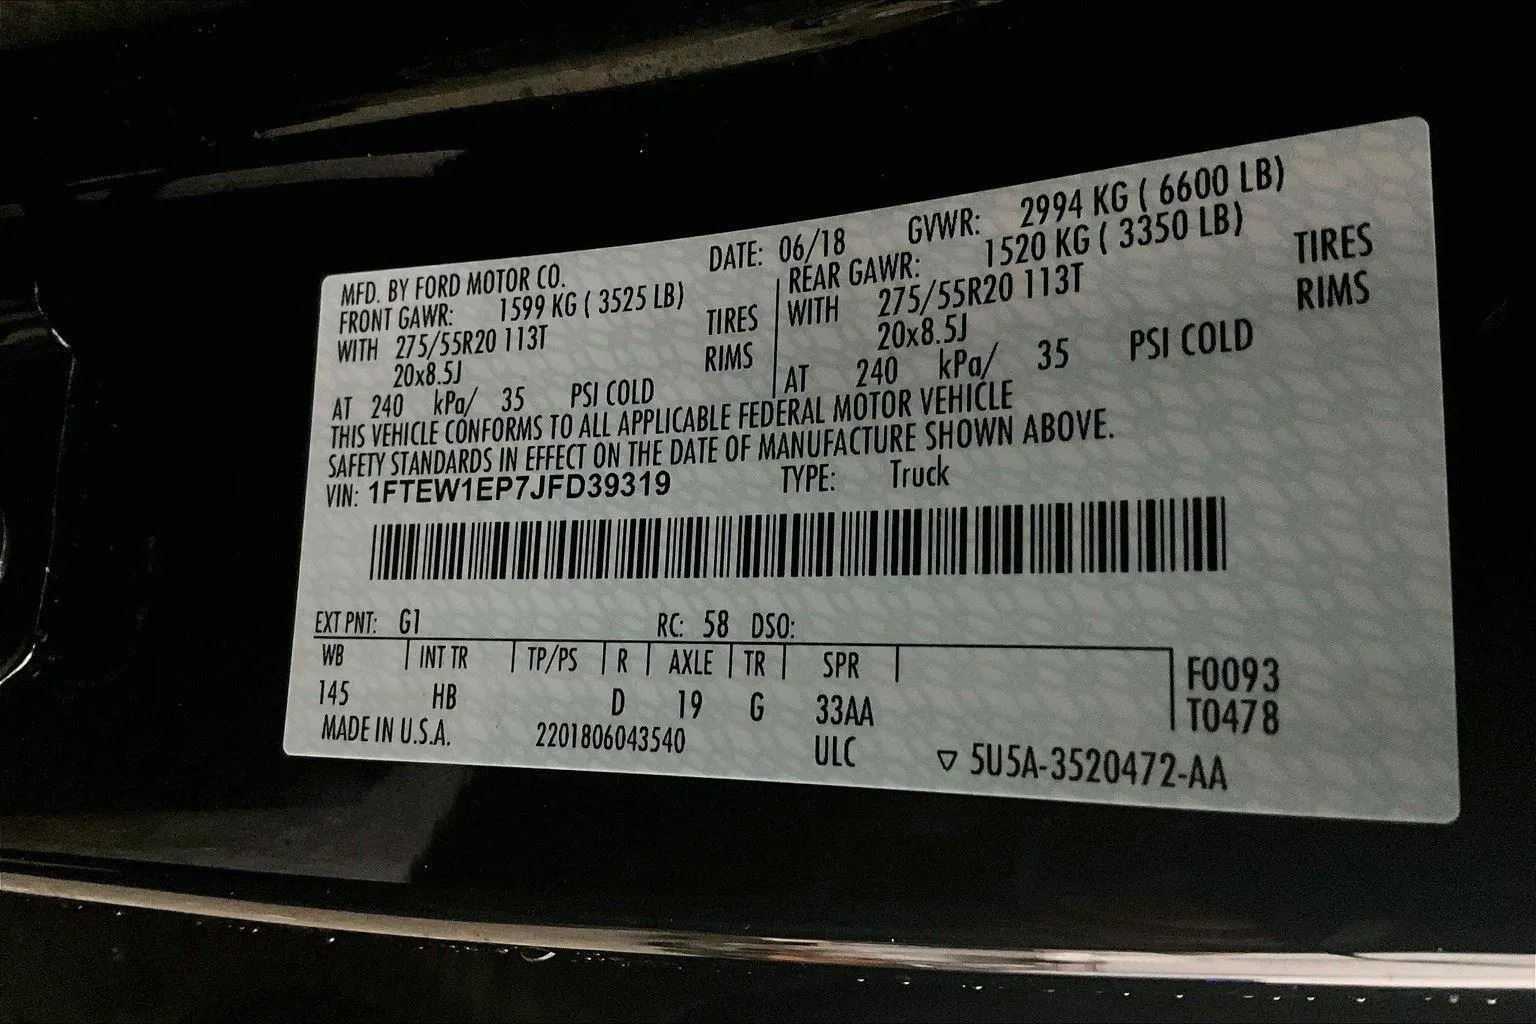 MFD. BY FORD MOTOR CO. DATE: 06/18 GVWR: 2994 KG ( 6600 LB)
FRONT GAWR: 1599 KG ( 3525 LB) REAR GAWR: 1520 KG ( 3350 LB)
WITH 275/55R20 113T TIRES WITH 275/55R20 113T TIRES
20x8.5J RIMS 20x8.5J RIMS
AT 240 kPa/ 35 PSI COLD AT 240 kPa/ 35 PSI COLD
THIS VEHICLE CONFORMS TO ALL APPLICABLE FEDERAL MOTOR VEHICLE
SAFETY STANDARDS IN EFFECT ON THE DATE OF MANUFACTURE SHOWN ABOVE.
VIN: 1FTEW1EP7JFD39319 TYPE: Truck
EXT PNT: G1 RC: 58 DSO:
WB | INT TR | TP/PS | R | AXLE | TR | SPR | F0093
145 HB D 19 G 33AA T0478
MADE IN U.S.A. 2201806043540 ULC ▽ 5U5A-3520472-AA